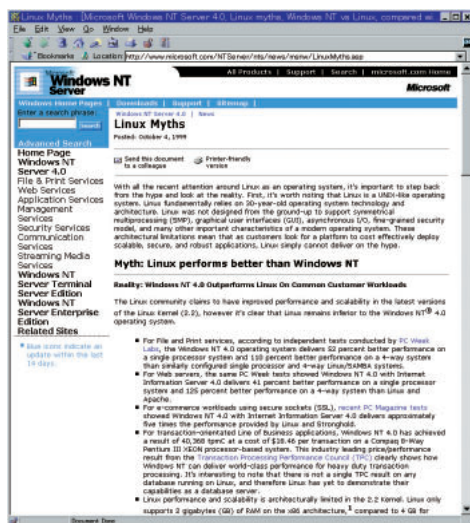 Linux Myths [Microsoft Windows NT Server 4.0, Linux myths, Windows NT vs Linux, compared wi
File Edit View Go Window Help
Bookmarks Location: http://www.microsoft.com/NTServer/nts/news/msnw/LinuxMyths.asp
All Products | Support | Search | microsoft.com Home
Windows NT
Server
Microsoft
Windows Home Pages | Downloads | Support | Sitemap |
Enter a search phrase:
Search
Advanced Search
Home Page
Windows NT
Server 4.0
File & Print Services
Web Services
Application Services
Management
Services
Security Services
Communication
Services
Streaming Media
Services
Windows NT
Server Terminal
Server Edition
Windows NT
Server Enterprise
Edition
Related Sites
Blue icons indicate an
update within the last
14 days.
Windows NT Server 4.0 | News
Linux Myths
Posted: October 4, 1999
Send this document
to a colleague
Printer-friendly
version
With all the recent attention around Linux as an operating system, it's important to step back
from the hype and look at the reality. First, it's worth noting that Linux is a UNIX-like operating
system. Linux fundamentally relies on 30-year-old operating system technology and
architecture. Linux was not designed from the ground-up to support symmetrical
multiprocessing (SMP), graphical user interfaces (GUI), asynchronous I/O, fine-grained security
model, and many other important characteristics of a modern operating system. These
architectural limitations mean that as customers look for a platform to cost effectively deploy
scalable, secure, and robust applications, Linux simply cannot deliver on the hype.
Myth: Linux performs better than Windows NT
Reality: Windows NT 4.0 Outperforms Linux On Common Customer Workloads
The Linux community claims to have improved performance and scalability in the latest versions
of the Linux Kernel (2.2), however it's clear that Linux remains inferior to the Windows NT® 4.0
operating system.
For File and Print services, according to independent tests conducted by PC Week
Labs, the Windows NT 4.0 operating system delivers 52 percent better performance on
a single processor system and 110 percent better performance on a 4-way system
than similarly configured single processor and 4-way Linux/SAMBA systems.
For Web servers, the same PC Week tests showed Windows NT 4.0 with Internet
Information Server 4.0 delivers 41 percent better performance on a single processor
system and 125 percent better performance on a 4-way system than Linux and
Apache.
For e-commerce workloads using secure sockets (SSL), recent PC Magazine tests
showed Windows NT 4.0 with Internet Information Server 4.0 delivers approximately
five times the performance provided by Linux and Stronghold.
For transaction-oriented Line of Business applications, Windows NT 4.0 has achieved
a result of 40,368 tpmC at a cost of $18.46 per transaction on a Compaq 8-Way
Pentium III XEON processor-based system. This industry leading price/performance
result from the Transaction Processing Performance Council (TPC) clearly shows how
Windows NT can deliver world-class performance for heavy duty transaction
processing. It's interesting to note that there is not a single TPC result on any
database running on Linux, and therefore Linux has yet to demonstrate their
capabilities as a database server.
Linux performance and scalability is architecturally limited in the 2.2 Kernel. Linux only
supports 2 gigabytes (GB) of RAM on the x86 architecture,¹ compared to 4 GB for
Document: Done